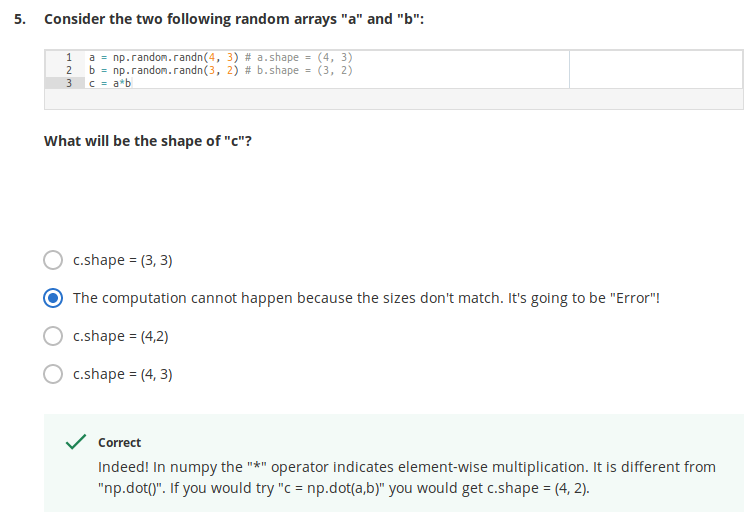 5. Consider the two following random arrays "a" and "b":
1 a = np.random.randn(4, 3) # a.shape = (4, 3)
2 b = np.random.randn(3, 2) # b.shape = (3, 2)
3 c = a*b
What will be the shape of "c"?
c.shape = (3, 3)
The computation cannot happen because the sizes don't match. It's going to be "Error"!
c.shape = (4,2)
c.shape = (4, 3)
Correct
Indeed! In numpy the "*" operator indicates element-wise multiplication. It is different from
"np.dot()". If you would try "c = np.dot(a,b)" you would get c.shape = (4, 2).